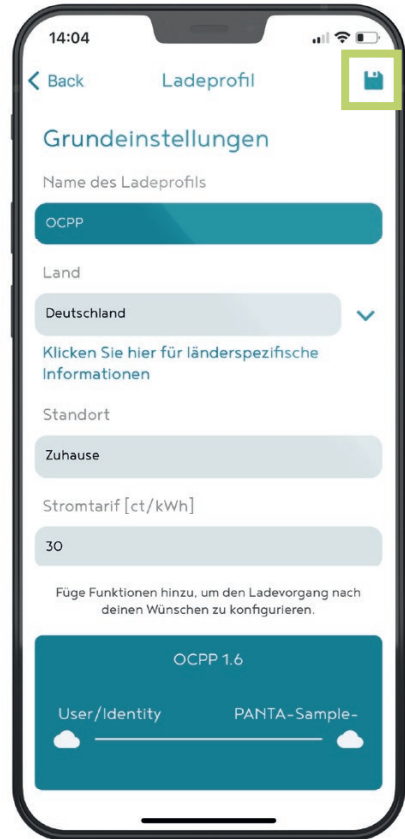 14:04
Back
Ladeprofil
Grundeinstellungen
Name des Ladeprofils
OCPP
Land
Deutschland
Klicken Sie hier für länderspezifische
Informationen
Standort
Zuhause
Stromtarif [ct/kWh]
30
Füge Funktionen hinzu, um den Ladevorgang nach
deinen Wünschen zu konfigurieren.
OCPP 1.6
User/Identity PANTA-Sample-